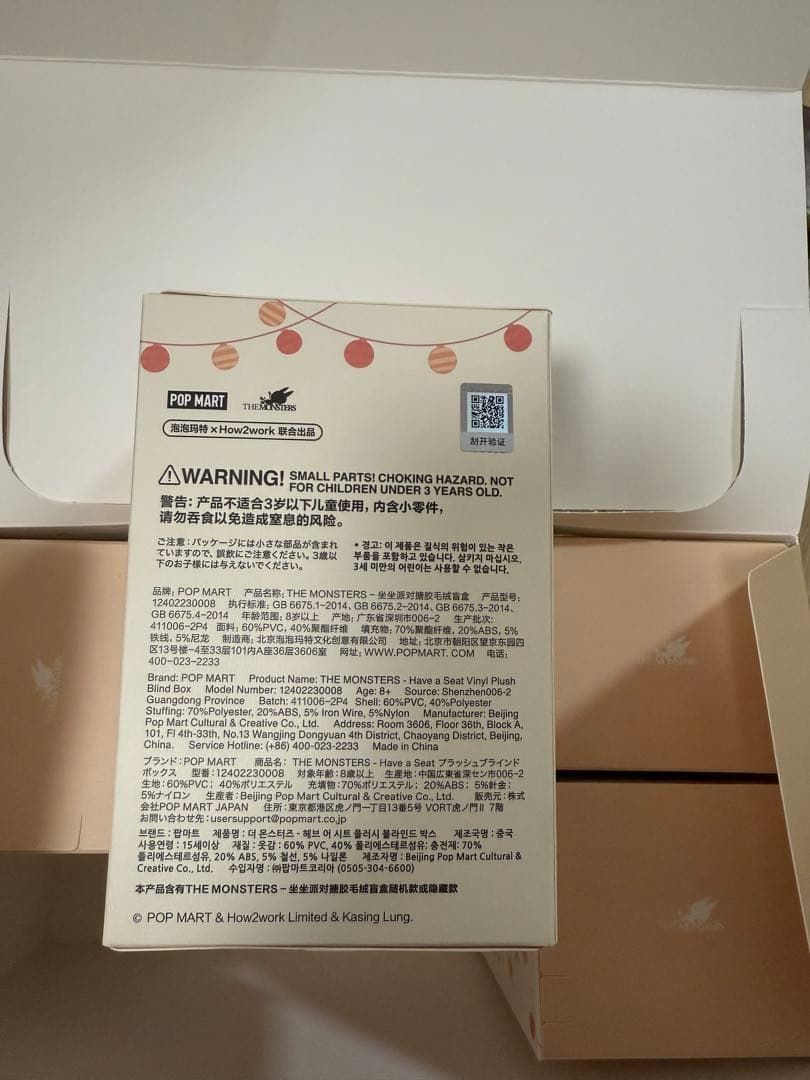 POP MART
THE MONSTERS
泡泡玛特×How2work 联合出品
刮开验证
WARNING! SMALL PARTS! CHOKING HAZARD. NOT
FOR CHILDREN UNDER 3 YEARS OLD.
警告: 产品不适合3岁以下儿童使用，内含小零件，
请勿吞食以免造成窒息的风险。
ご注意: パッケージには小さな部品が含まれ
ていますので、誤飲にご注意ください。3歳以
下のお子様には与えないでください。
* 경고: 이 제품은 질식의 위험이 있는 작은
부품을 포함하고 있습니다. 삼키지 마십시오.
3세 미만의 어린이는 사용할 수 없습니다.
品牌: POP MART 产品名称: THE MONSTERS – 坐坐派对搪胶毛绒盲盒 产品型号:
12402230008 执行标准: GB 6675.1–2014、GB 6675.2–2014、GB 6675.3–2014、
GB 6675.4–2014 年龄范围: 8岁以上 产地: 广东省深圳市006–2 生产批次:
411006–2P4 面料: 60%PVC, 40%聚酯纤维 填充物: 70%聚酯纤维, 20%ABS, 5%
铁线, 5%尼龙 制造商: 北京泡泡玛特文化创意有限公司 地址: 北京市朝阳区望京东园四
区13号楼–4至33层101内A座36层3606室 网址: WWW.POPMART. COM 电话:
400–023–2233
Brand: POP MART Product Name: THE MONSTERS - Have a Seat Vinyl Plush
Blind Box Model Number: 12402230008 Age: 8+ Source: Shenzhen006-2
Guangdong Province Batch: 411006-2P4 Shell: 60%PVC, 40%Polyester
Stuffing: 70%Polyester, 20%ABS, 5% Iron Wire, 5%Nylon Manufacturer: Beijing
Pop Mart Cultural & Creative Co., Ltd. Address: Room 3606, Floor 36th, Block A,
101, Fl 4th-33th, No.13 Wangjing Dongyuan 4th District, Chaoyang District, Beijing,
China. Service Hotline: (+86) 400-023-2233 Made in China
ブランド: POP MART 商品名: THE MONSTERS - Have a Seat プラッシュブラインド
ボックス 型番: 12402230008 対象年齢: 8歳以上 生産地: 中国広東省深セン市006–2
生地: 60%PVC; 40%ポリエステル 充填物: 70%ポリエステル; 20%ABS; 5%針金;
5%ナイロン 生産者: Beijing Pop Mart Cultural & Creative Co., Ltd. 販売元: 株式
会社POP MART JAPAN 住所: 東京都港区虎ノ門一丁目13番5号 VORT虎ノ門Ⅱ 7階
お問い合わせ先: usersupport@popmart.co.jp
브랜드 : 팝마트 제품명 : 더 몬스터즈 - 헤브 어 시트 플러시 블라인드 박스 제조국명 : 중국
사용연령 : 15세이상 재질 : 옷감 : 60% PVC, 40% 폴리에스테르섬유; 충전재: 70%
폴리에스테르섬유, 20% ABS, 5% 철선, 5% 나일론 제조자명 : Beijing Pop Mart Cultural &
Creative Co., Ltd. 수입자명 : ㈜팝마트코리아 (0505-304-6600)
本产品含有THE MONSTERS – 坐坐派对搪胶毛绒盲盒随机款或隐藏款
© POP MART & How2work Limited & Kasing Lung.
THE MONSTERS
THE MONSTERS